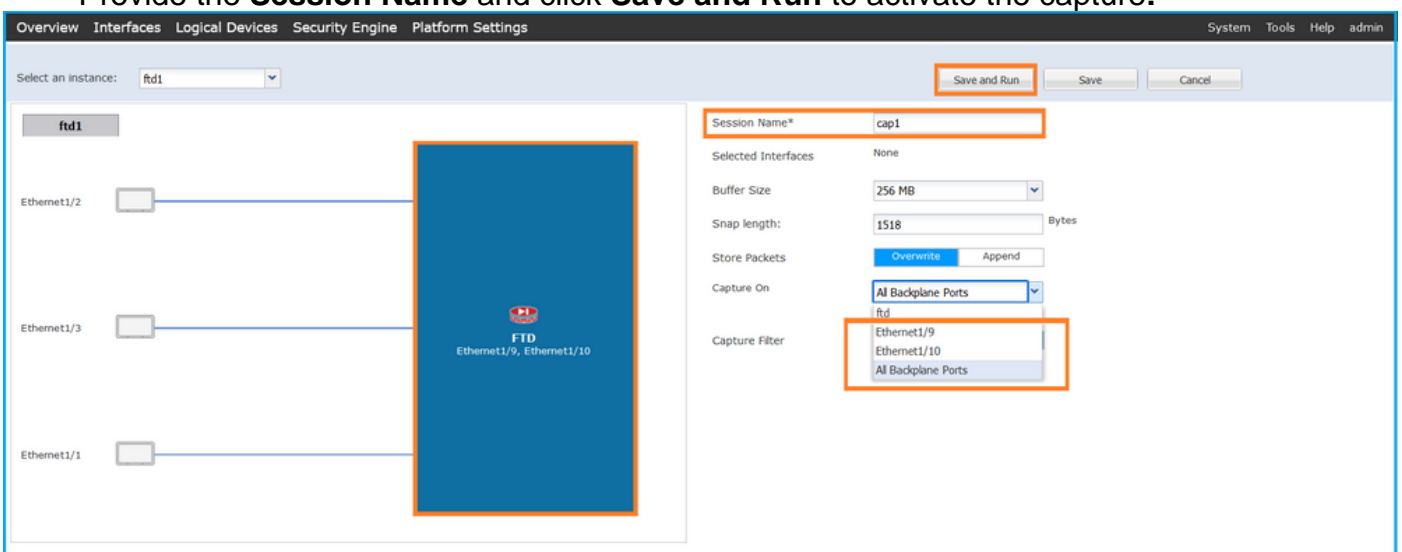 Provide the Session Name and click Save and Run to activate the capture.
Overview Interfaces Logical Devices Security Engine Platform Settings System Tools Help admin
Select an instance: ftd1 Save and Run Save Cancel
ftd1
Ethernet1/2
Ethernet1/3
Ethernet1/1
FTD
Ethernet1/9, Ethernet1/10
Session Name* cap1
Selected Interfaces None
Buffer Size 256 MB
Snap length: 1518 Bytes
Store Packets Overwrite Append
Capture On All Backplane Ports
ftd
Ethernet1/9
Capture Filter
Ethernet1/10
All Backplane Ports